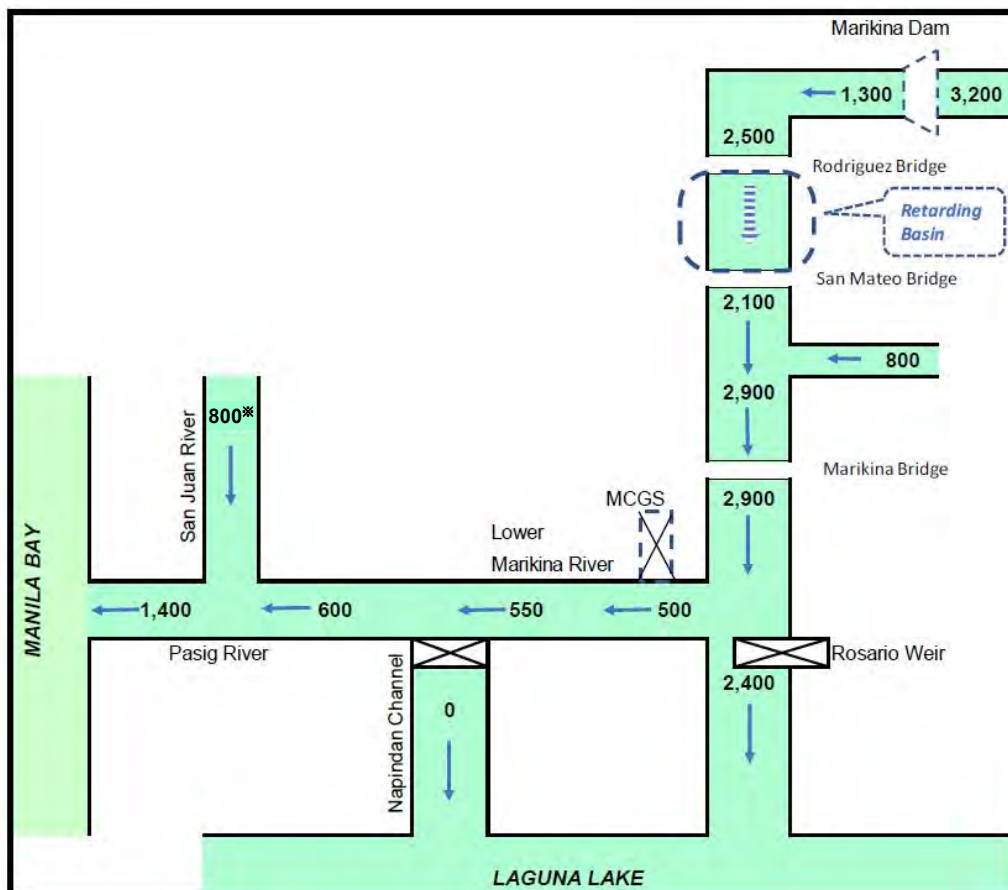 Marikina Dam
1,300
3,200
2,500
Rodriguez Bridge
Retarding
Basin
San Mateo Bridge
2,100
800
2,900
800※
San Juan River
Marikina Bridge
2,900
MCGS
Lower
Marikina River
MANILA BAY
1,400
600
550
500
Pasig River
Rosario Weir
2,400
Napindan Channel
0
LAGUNA LAKE